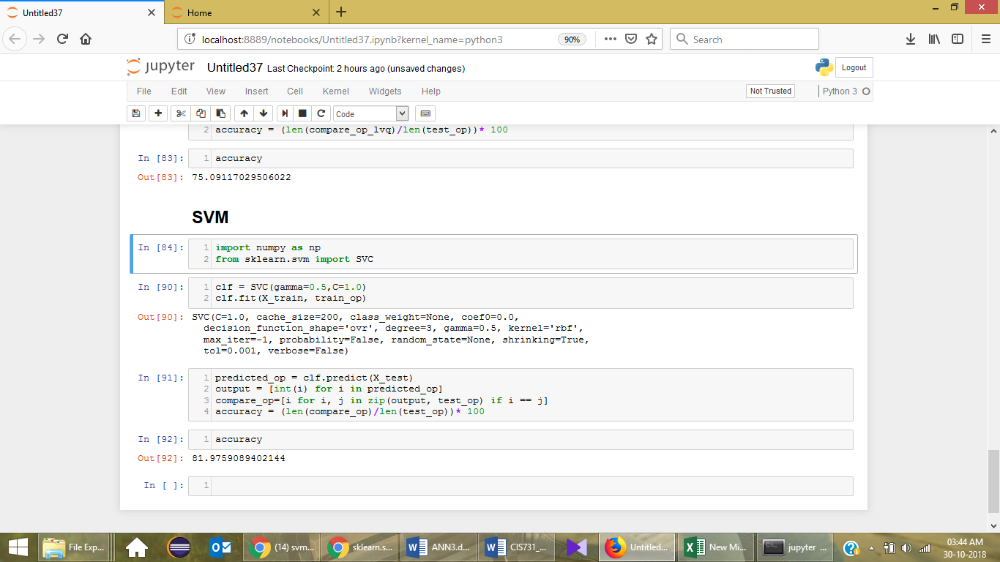 Untitled37
Home
localhost:8889/notebooks/Untitled37.ipynb?kernel_name=python3
90%
Search
jupyter Untitled37 Last Checkpoint: 2 hours ago (unsaved changes)
Logout
File Edit View Insert Cell Kernel Widgets Help
Not Trusted
Python 3
Code
2 accuracy = (len(compare_op_lvq)/len(test_op))* 100
In [83]: 1 accuracy
Out[83]: 75.09117029506022
SVM
In [84]: 1 import numpy as np
2 from sklearn.svm import SVC
In [90]: 1 clf = SVC(gamma=0.5,C=1.0)
2 clf.fit(X_train, train_op)
Out[90]: SVC(C=1.0, cache_size=200, class_weight=None, coef0=0.0,
decision_function_shape='ovr', degree=3, gamma=0.5, kernel='rbf',
max_iter=-1, probability=False, random_state=None, shrinking=True,
tol=0.001, verbose=False)
In [91]: 1 predicted_op = clf.predict(X_test)
2 output = [int(i) for i in predicted_op]
3 compare_op=[i for i, j in zip(output, test_op) if i == j]
4 accuracy = (len(compare_op)/len(test_op))* 100
In [92]: 1 accuracy
Out[92]: 81.9759089402144
In [ ]: 1
File Exp...
(14) svm...
sklearn.s...
ANN3.d...
CIS731_...
Untitled...
New Mi...
jupyter ...
03:44 AM
30-10-2018